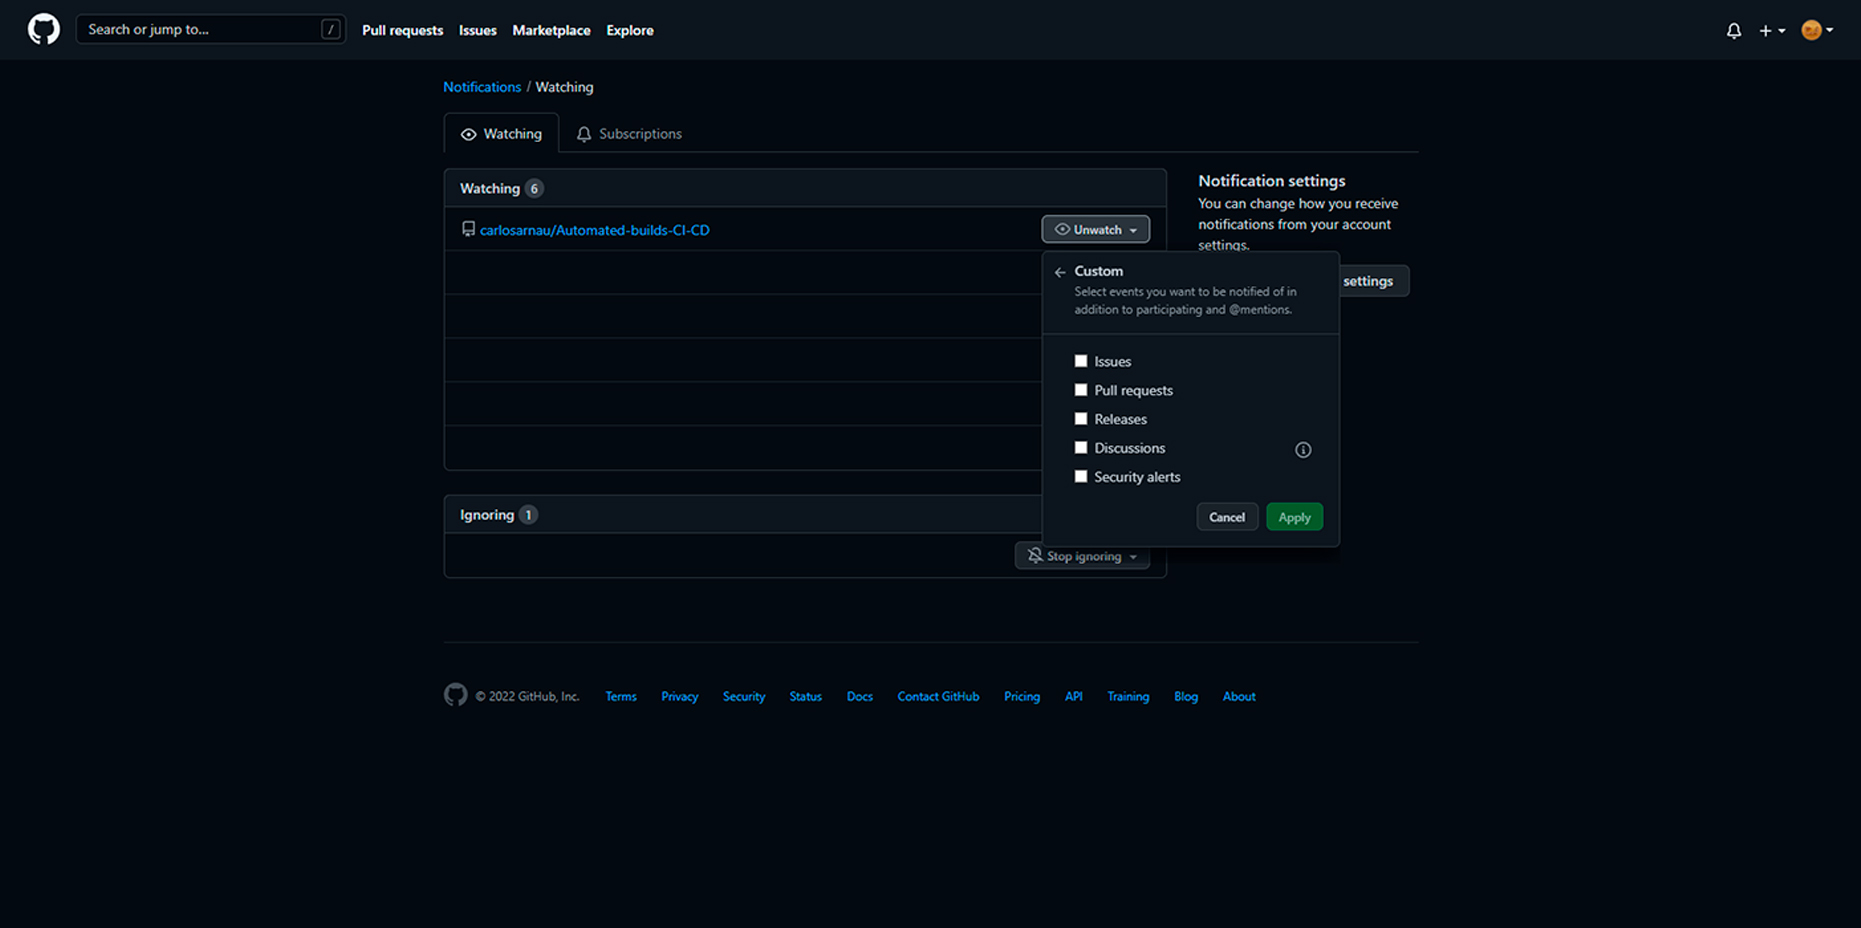 Search or jump to...
/
Pull requests
Issues
Marketplace
Explore
Notifications / Watching
Watching
Subscriptions
Watching 6
carlosarnau/Automated-builds-CI-CD
Unwatch
Notification settings
You can change how you receive
notifications from your account
settings.
settings
Custom
Select events you want to be notified of in
addition to participating and @mentions.
Issues
Pull requests
Releases
Discussions
Security alerts
Cancel
Apply
Ignoring 1
Stop ignoring
© 2022 GitHub, Inc.
Terms
Privacy
Security
Status
Docs
Contact GitHub
Pricing
API
Training
Blog
About